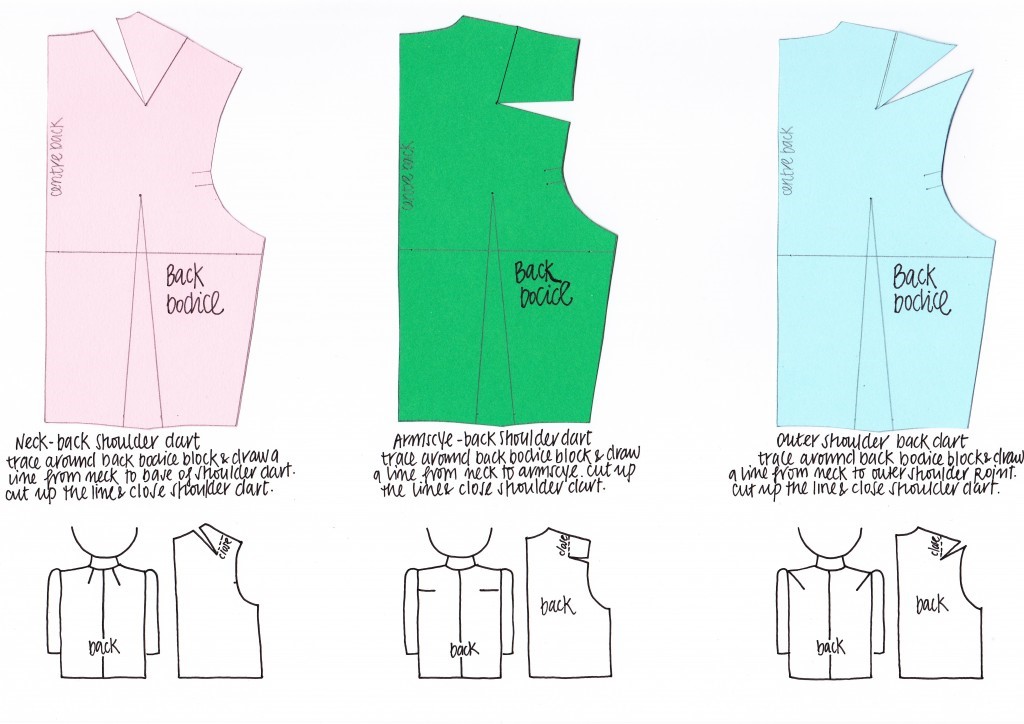 centre back
Back
bodice
Neck-back shoulder dart
trace around back bodice block & draw a
line from neck to base of shoulder dart.
cut up the line & close shoulder dart.
close
back
centre back
Back
bocice
Armscye-back shoulder dart
trace around back bodice block & draw
a line from neck to armscye. cut up
the line & close shoulder dart.
close
back
back
centre back
Back
bodice
Outer shoulder back dart
trace around back bodice block & draw
a line from neck to outer shoulder point.
cut up the line & close shoulder dart.
close
back
back